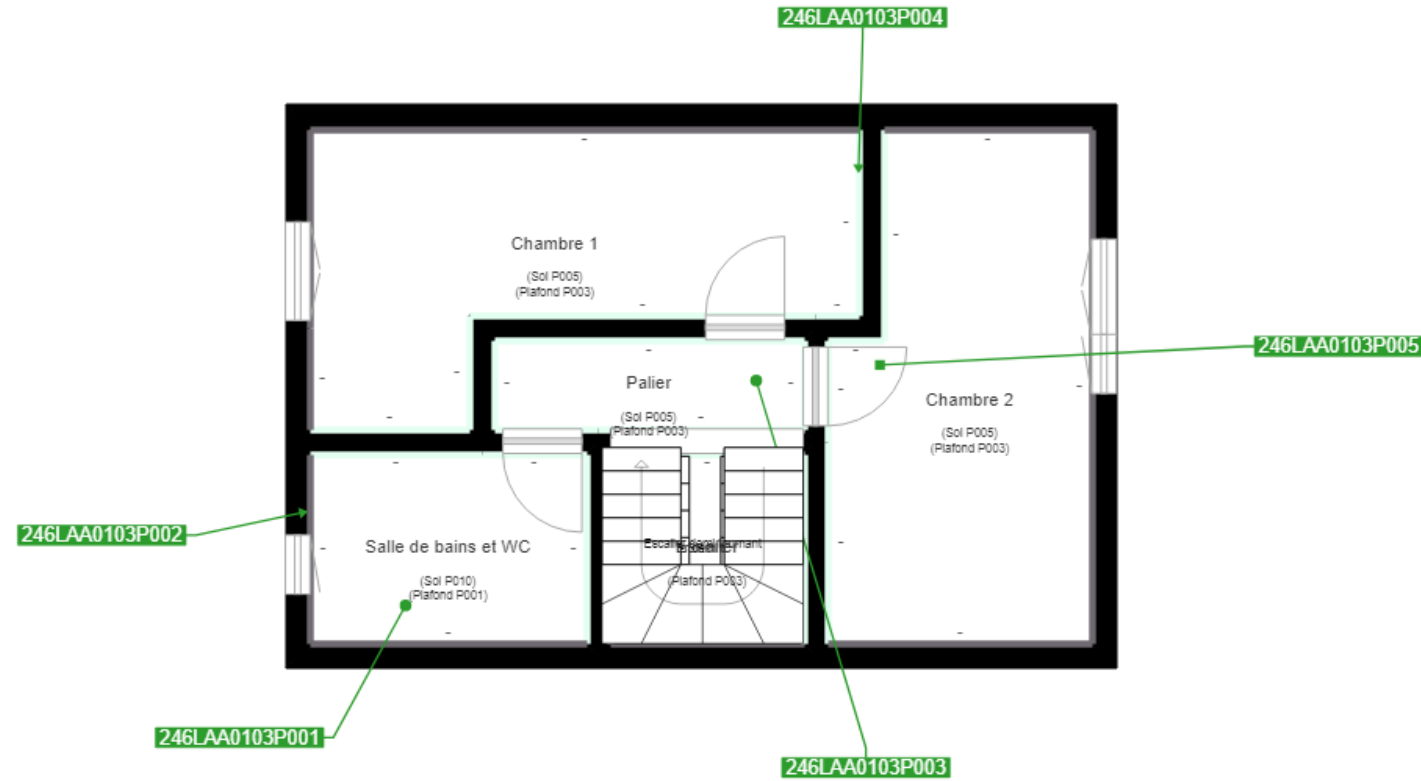 246LAA0103P004
Chambre 1
(Sol P005)
(Plafond P003)
246LAA0103P005
Palier
(Sol P005)
(Plafond P003)
Chambre 2
(Sol P005)
(Plafond P003)
246LAA0103P002
Salle de bains et WC
(Sol P010)
(Plafond P001)
(Plafond P003)
246LAA0103P001
246LAA0103P003